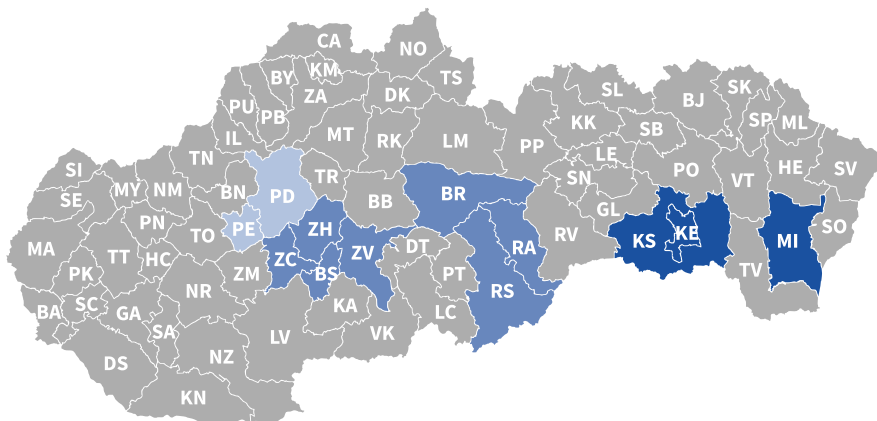 CA
NO
KM
BY
TS
ZA
DK
PU
PB
SL
SK
BJ
SP
ML
KK
IL
MT
RK
LM
PP
SB
LE
TN
SI
MY
NM
BN
PD
TR
BB
BR
SN
PO
VT
HE
SV
SE
GL
PN
TO
PE
ZH
MA
TT
HC
ZC
BS
ZV
DT
RA
RV
KS
KE
MI
SO
PK
ZM
PT
TV
NR
RS
BA
SC
GA
SA
KA
LC
LV
VK
DS
NZ
KN